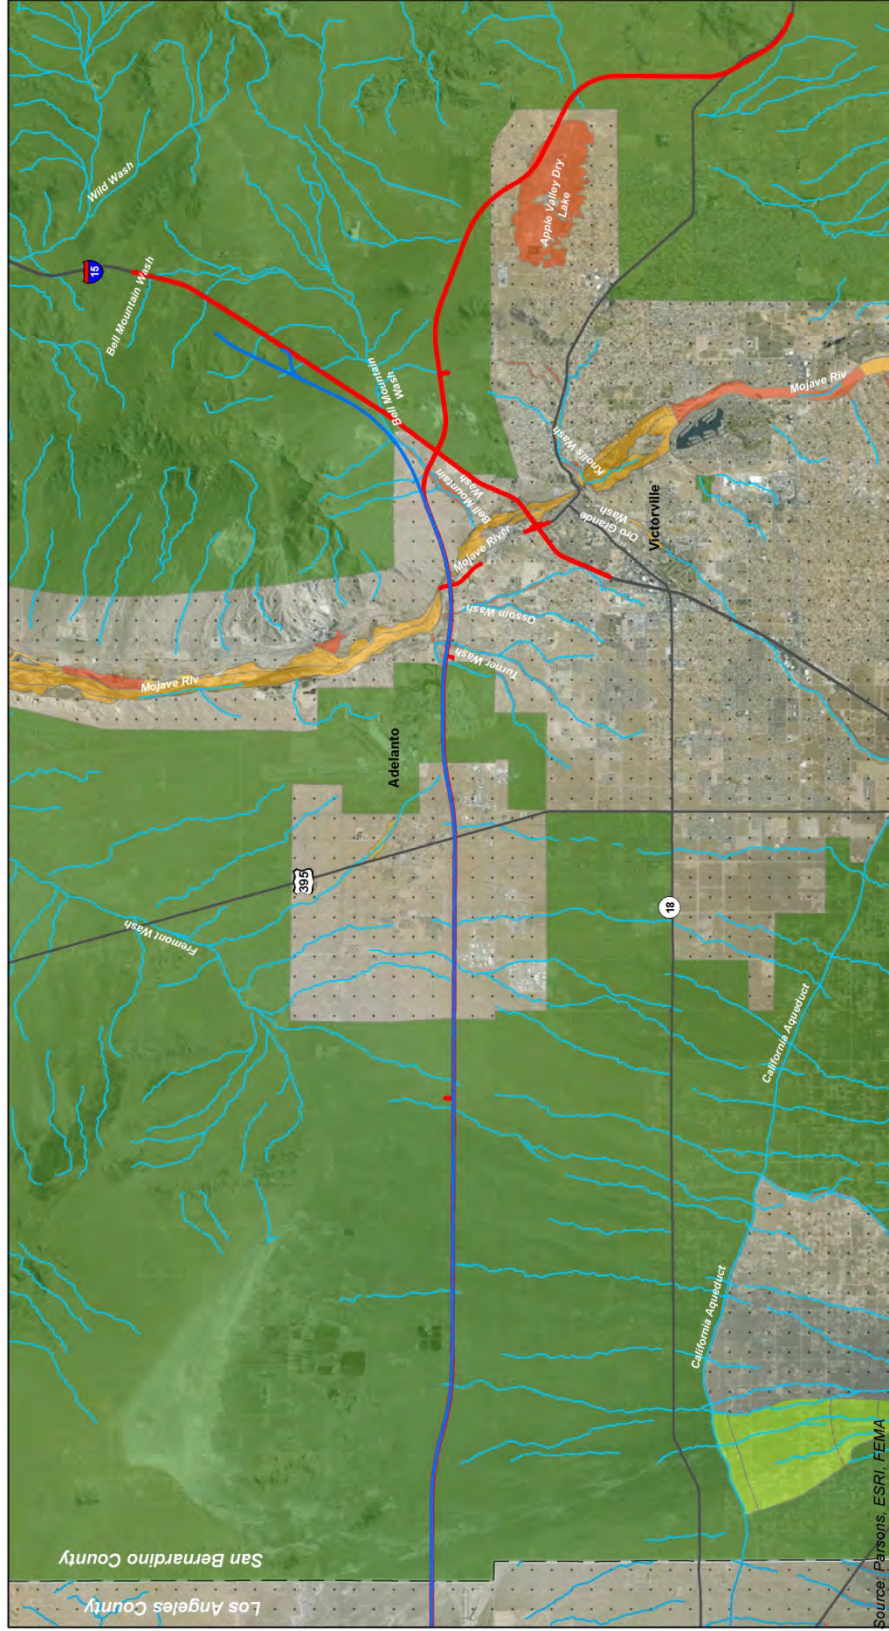 Wild Wash
15
Bell Mountain Wash
Apple Valley Dry
Lake
Bell Mountain
Wash
Bell Mountain
Wash
Knolls Wash
Mojave Riv
Mojave River
Oro Grande
Wash
Victorville
Ossom Wash
Turner Wash
Mojave Riv
Adelanto
395
Fremont Wash
18
California Aqueduct
California Aqueduct
San Bernardino County
Los Angeles County
Source: Parsons, ESRI, FEMA